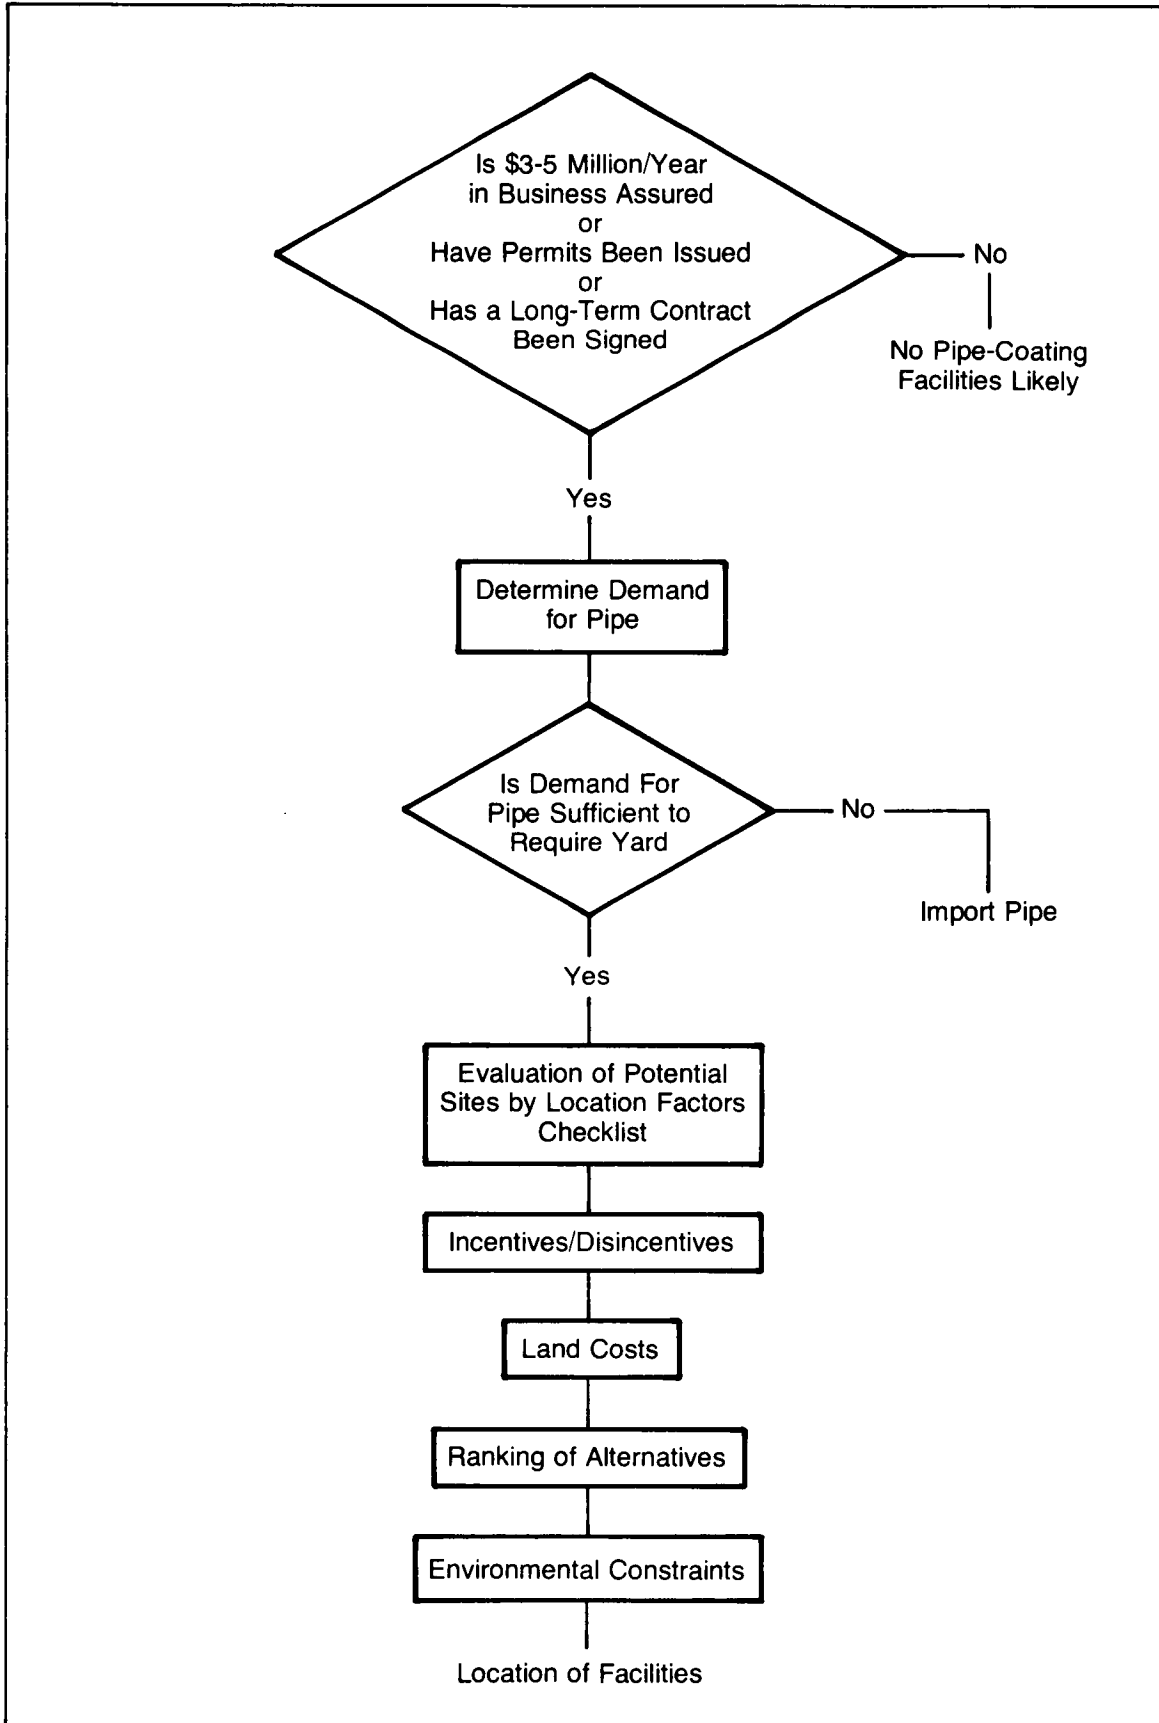 Is $3-5 Million/Year
in Business Assured
or
Have Permits Been Issued
or
Has a Long-Term Contract
Been Signed
No
No Pipe-Coating
Facilities Likely
Yes
Determine Demand
for Pipe
Is Demand For
Pipe Sufficient to
Require Yard
No
Import Pipe
Yes
Evaluation of Potential
Sites by Location Factors
Checklist
Incentives/Disincentives
Land Costs
Ranking of Alternatives
Environmental Constraints
Location of Facilities